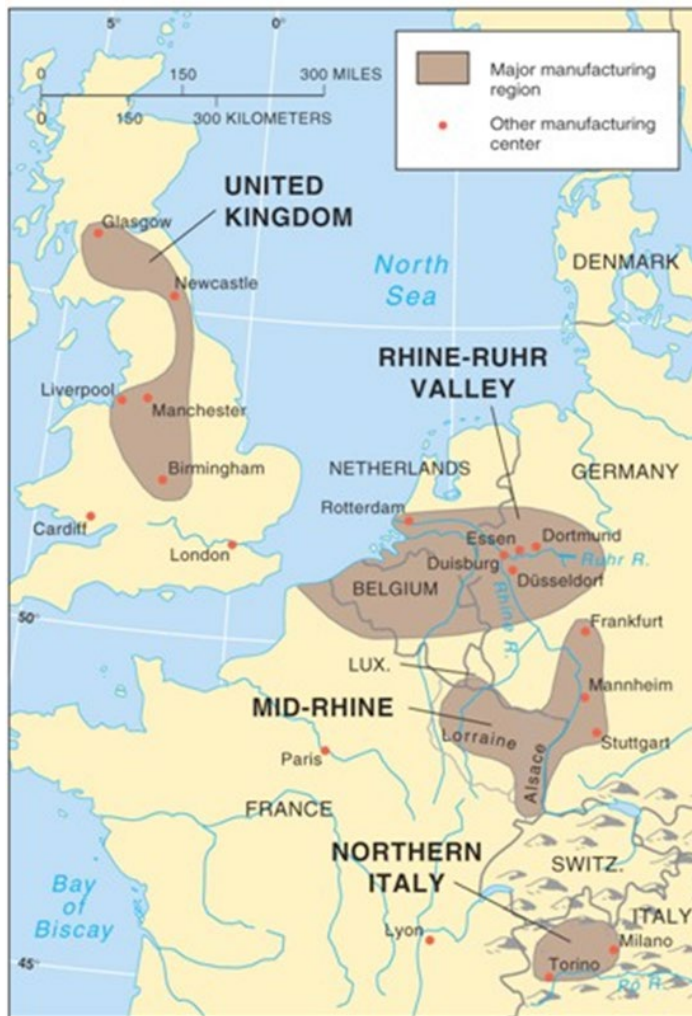 5°
0°
0 150 300 MILES
0 150 300 KILOMETERS
Major manufacturing
region
Other manufacturing
center
UNITED
KINGDOM
Glasgow
Newcastle
North
Sea
DENMARK
RHINE-RUHR
VALLEY
Liverpool
Manchester
Birmingham
NETHERLANDS
GERMANY
Rotterdam
Cardiff
London
Essen
Dortmund
Duisburg
Ruhr R.
Düsseldorf
BELGIUM
Rhine R.
50°
Frankfurt
LUX.
Mannheim
MID-RHINE
Lorraine
Stuttgart
Paris
Alsace
FRANCE
NORTHERN
ITALY
SWITZ.
Bay
of
Biscay
ITALY
Lyon
Milano
Torino
45°
Po R.